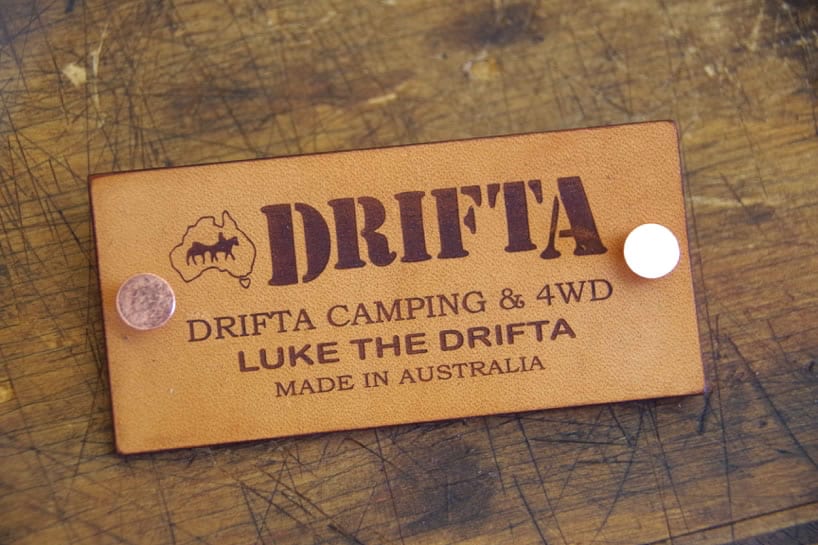 DRIFTA
DRIFTA CAMPING & 4WD
LUKE THE DRIFTA
MADE IN AUSTRALIA